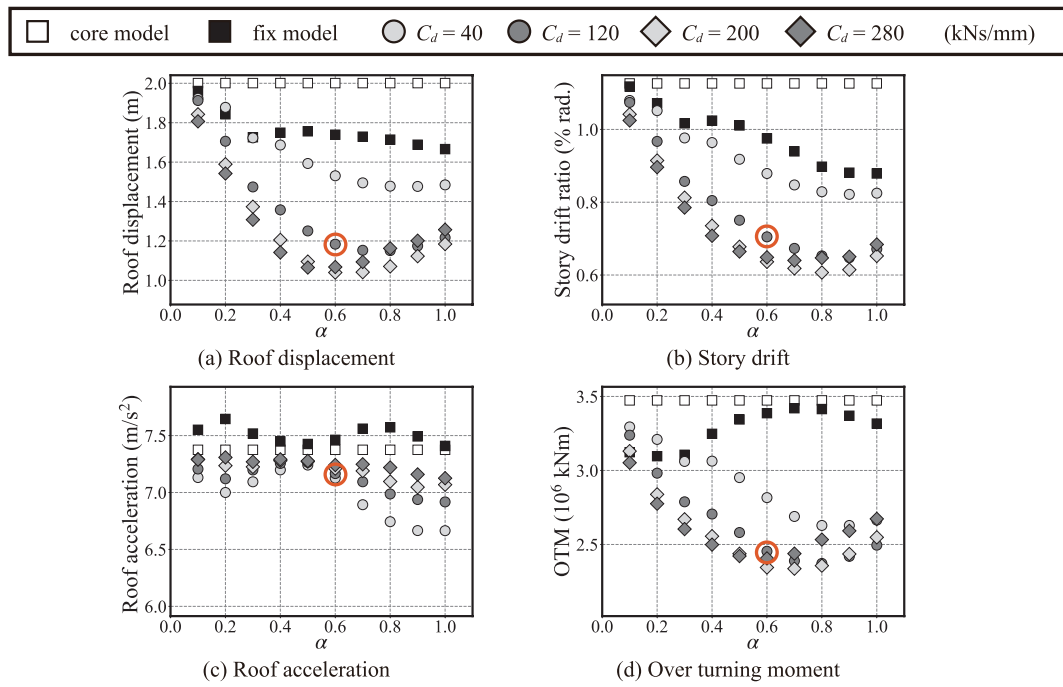 core model fix model C_d = 40 C_d = 120 C_d = 200 C_d = 280 (kNs/mm)
Roof displacement (m)
2.0
1.8
1.6
1.4
1.2
1.0
0.0 0.2 0.4 0.6 0.8 1.0
α
(a) Roof displacement
Story drift ratio (% rad.)
1.0
0.8
0.6
0.0 0.2 0.4 0.6 0.8 1.0
α
(b) Story drift
Roof acceleration (m/s²)
7.5
7.0
6.5
6.0
0.0 0.2 0.4 0.6 0.8 1.0
α
(c) Roof acceleration
OTM (10⁶ kNm)
3.5
3.0
2.5
0.0 0.2 0.4 0.6 0.8 1.0
α
(d) Over turning moment